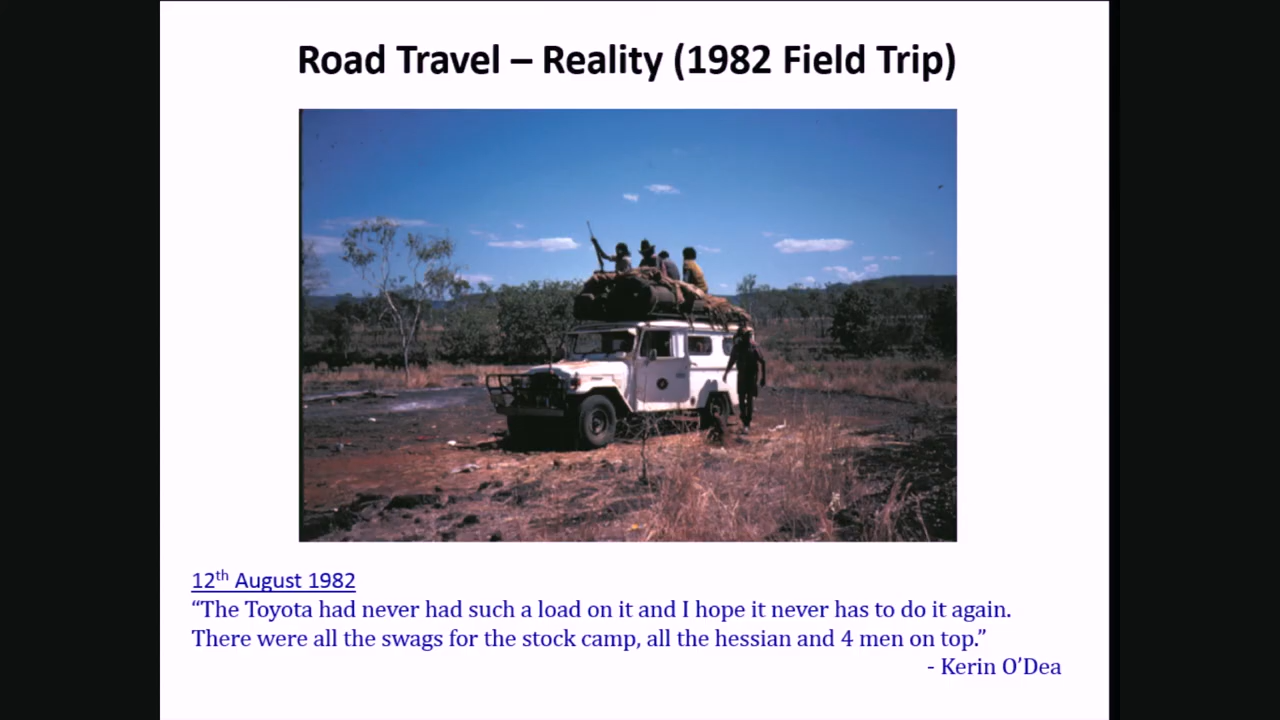 Road Travel – Reality (1982 Field Trip)
12th August 1982
“The Toyota had never had such a load on it and I hope it never has to do it again.
There were all the swags for the stock camp, all the hessian and 4 men on top.”
- Kerin O’Dea